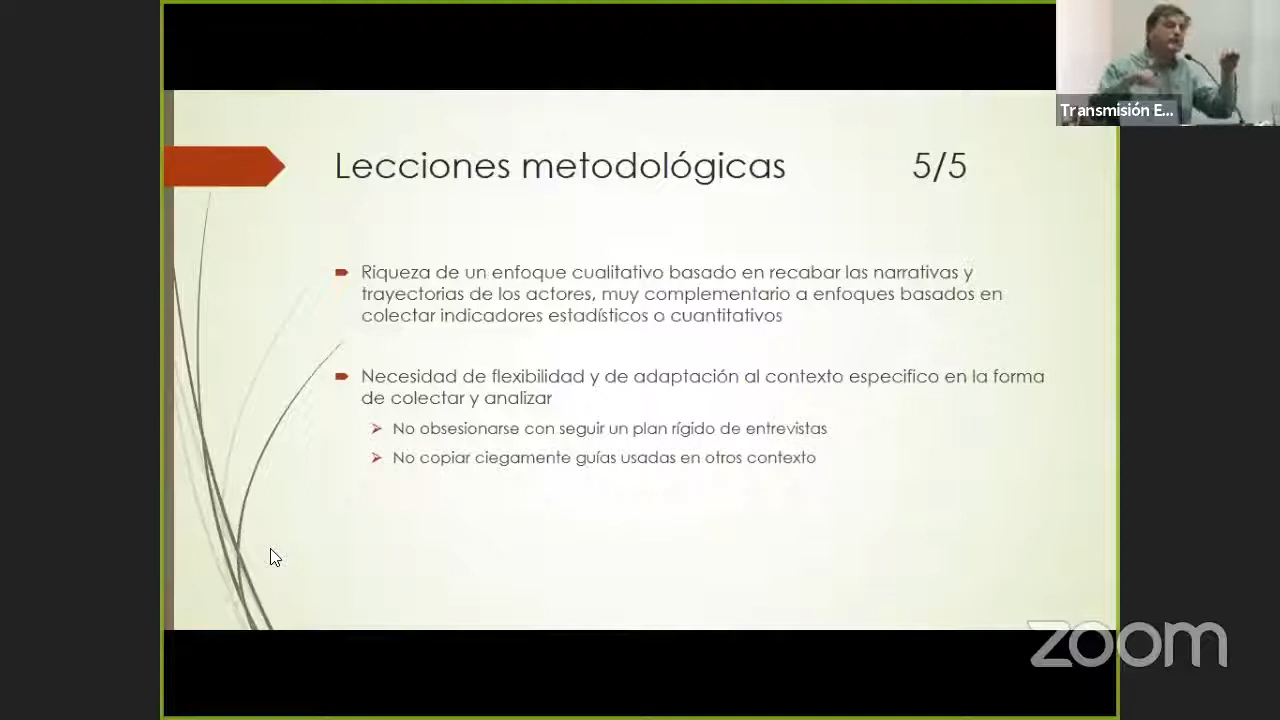 Transmisión E...
Lecciones metodológicas 5/5
Riqueza de un enfoque cualitativo basado en recabar las narrativas y
trayectorias de los actores, muy complementario a enfoques basados en
colectar indicadores estadísticos o cuantitativos
Necesidad de flexibilidad y de adaptación al contexto especifico en la forma
de colectar y analizar
No obsesionarse con seguir un plan rígido de entrevistas
No copiar ciegamente guías usadas en otros contexto
zoom